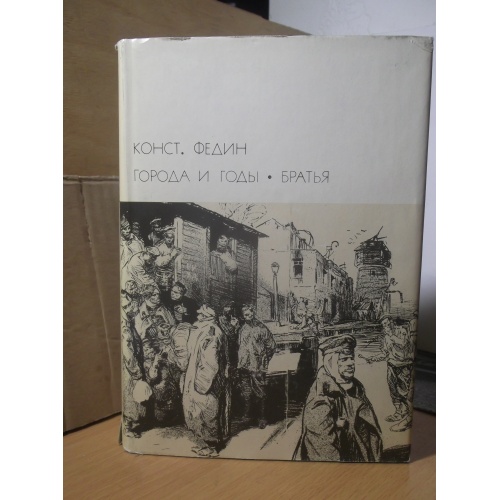 КОНСТ. ФЕДИН
ГОРОДА И ГОДЫ • БРАТЬЯ